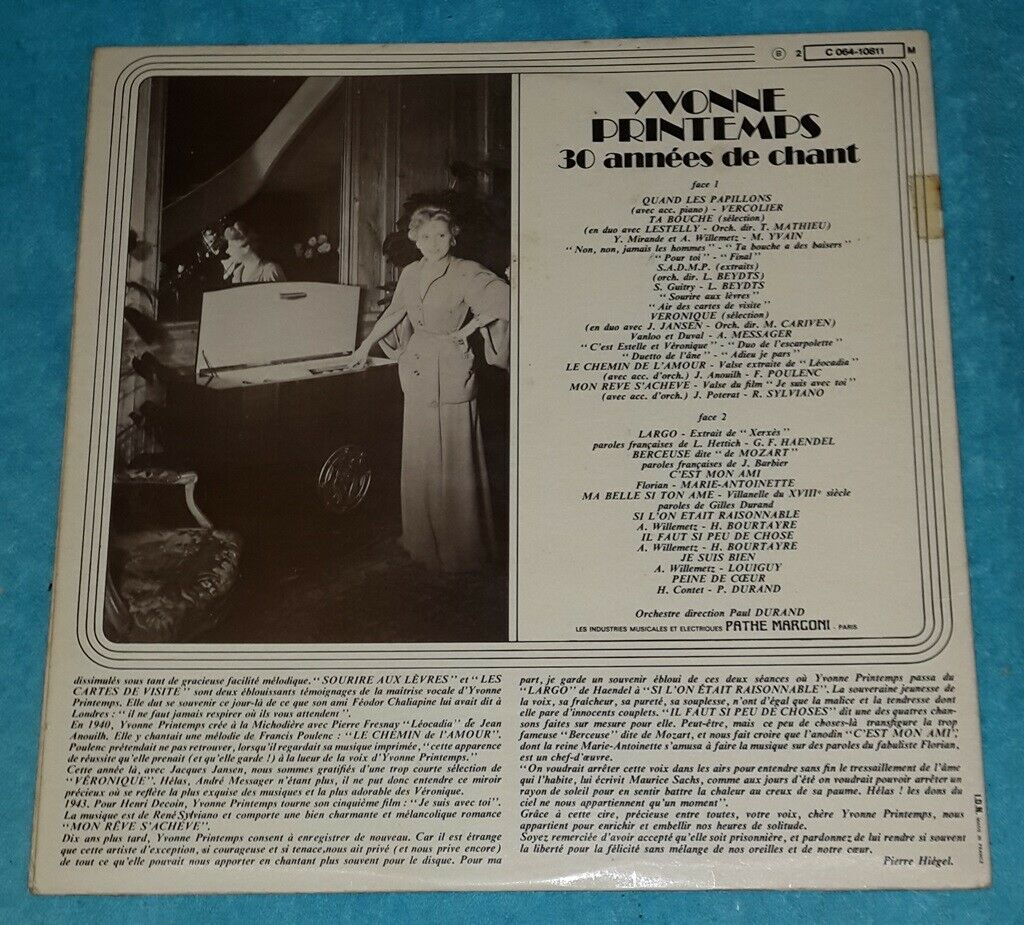 B 2 C 064-10811 M
YVONNE
PRINTEMPS
30 années de chant
face 1
QUAND LES PAPILLONS
(avec acc. piano) - VERCOLIER
TA BOUCHE (sélection)
(en duo avec LESTELLY - Orch. dir. T. MATHIEU)
Y. Mirande et A. Willemetz - M. YVAIN
“ Non, non, jamais les hommes ” - “ Ta bouche a des baisers ”
“ Pour toi ” - “ Final ”
S.A.D.M.P. (extraits)
(orch. dir. L. BEYDTS)
S. Guitry - L. BEYDTS
“ Sourire aux lèvres ”
“ Air des cartes de visite ”
VERONIQUE (sélection)
(en duo avec J. JANSEN - Orch. dir. M. CARIVEN)
Vanloo et Duval - A. MESSAGER
“ C'est Estelle et Véronique ” - “ Duo de l'escarpolette ”
“ Duetto de l'âne ” - “ Adieu je pars ”
LE CHEMIN DE L'AMOUR - Valse extraite de “ Léocadia ”
(avec acc. d'orch.) J. Anouilh - F. POULENC
MON REVE S'ACHEVE - Valse du film “ Je suis avec toi ”
(avec acc. d'orch.) J. Poterat - R. SYLVIANO
face 2
LARGO - Extrait de “ Xerxès ”
paroles françaises de L. Hettich - G.F. HAENDEL
BERCEUSE dite “ de MOZART ”
paroles françaises de J. Barbier
C'EST MON AMI
Florian - MARIE-ANTOINETTE
MA BELLE SI TON AME - Villanelle du XVIIIe siècle
paroles de Gilles Durand
SI L'ON ETAIT RAISONNABLE
A. Willemetz - H. BOURTAYRE
IL FAUT SI PEU DE CHOSE
A. Willemetz - H. BOURTAYRE
JE SUIS BIEN
A. Willemetz - LOUIGUY
PEINE DE CŒUR
H. Contet - P. DURAND
Orchestre direction Paul DURAND
LES INDUSTRIES MUSICALES ET ELECTRIQUES PATHE MARCONI - PARIS
dissimulés sous tant de gracieuse facilité mélodique. “SOURIRE AUX LÈVRES” et “LES
CARTES DE VISITE” sont deux éblouissants témoignages de la maitrise vocale d'Yvonne
Printemps. Elle dut se souvenir ce jour-là de ce que son ami Féodor Chaliapine lui avait dit à
Londres : “il ne faut jamais respirer où ils vous attendent”.
En 1940, Yvonne Printemps crée à la Michodière avec Pierre Fresnay “Léocadia” de Jean
Anouilh. Elle y chantait une mélodie de Francis Poulenc : “LE CHEMIN de l'AMOUR”.
Poulenc prétendait ne pas retrouver, lorsqu'il regardait sa musique imprimée, “cette apparence
de réussite qu'elle prenait (et qu'elle garde !) à la lueur de la voix d'Yvonne Printemps.”
Cette année là, avec Jacques Jansen, nous sommes gratifiés d'une trop courte sélection de
“VÉRONIQUE”. Hélas, André Messager n'étant plus, il ne put donc entendre ce miroir
précieux où se reflète la plus exquise des musiques et la plus adorable des Véronique.
1943. Pour Henri Decoin, Yvonne Printemps tourne son cinquième film : “Je suis avec toi”.
La musique est de René Sylviano et comporte une bien charmante et mélancolique romance
“MON RÊVE S'ACHÈVE”.
Dix ans plus tard, Yvonne Printemps consent à enregistrer de nouveau. Car il est étrange
que cette artiste d'exception, si courageuse et si tenace, nous ait privé (et nous prive encore)
de tout ce qu'elle pouvait nous apporter en chantant plus souvent pour le disque. Pour ma
part, je garde un souvenir ébloui de ces deux séances où Yvonne Printemps passa du
“LARGO” de Haendel à “SI L'ON ÉTAIT RAISONNABLE”. La souveraine jeunesse de
la voix, sa fraîcheur, sa pureté, sa souplesse, n'ont d'égal que la malice et la tendresse dont
elle pare d'innocents couplets. “IL FAUT SI PEU DE CHOSES” dit une des quatres chan-
sons faites sur mesure pour elle. Peut-être, mais ce peu de choses-là transfigure la trop
fameuse “Berceuse” dite de Mozart, et nous fait croire que l'anodin “C'EST MON AMI”,
dont la reine Marie-Antoinette s'amusa à faire la musique sur des paroles du fabuliste Florian,
est un chef-d'œuvre.
“On voudrait arrêter cette voix dans les airs pour entendre sans fin le tressaillement de l'âme
qui l'habite, lui écrivit Maurice Sachs, comme aux jours d'été on voudrait pouvoir arrêter un
rayon de soleil pour en sentir battre la chaleur au creux de sa paume. Hélas ! les dons du
ciel ne nous appartiennent qu'un moment”.
Grâce à cette cire, précieuse entre toutes, votre voix, chère Yvonne Printemps, nous
appartient pour enrichir et embellir nos heures de solitude.
Soyez remerciée d'avoir accepté qu'elle soit prisonnière, et pardonnez de lui rendre si souvent
la liberté pour la félicité sans mélange de nos oreilles et de notre cœur.
Pierre Hiégel.